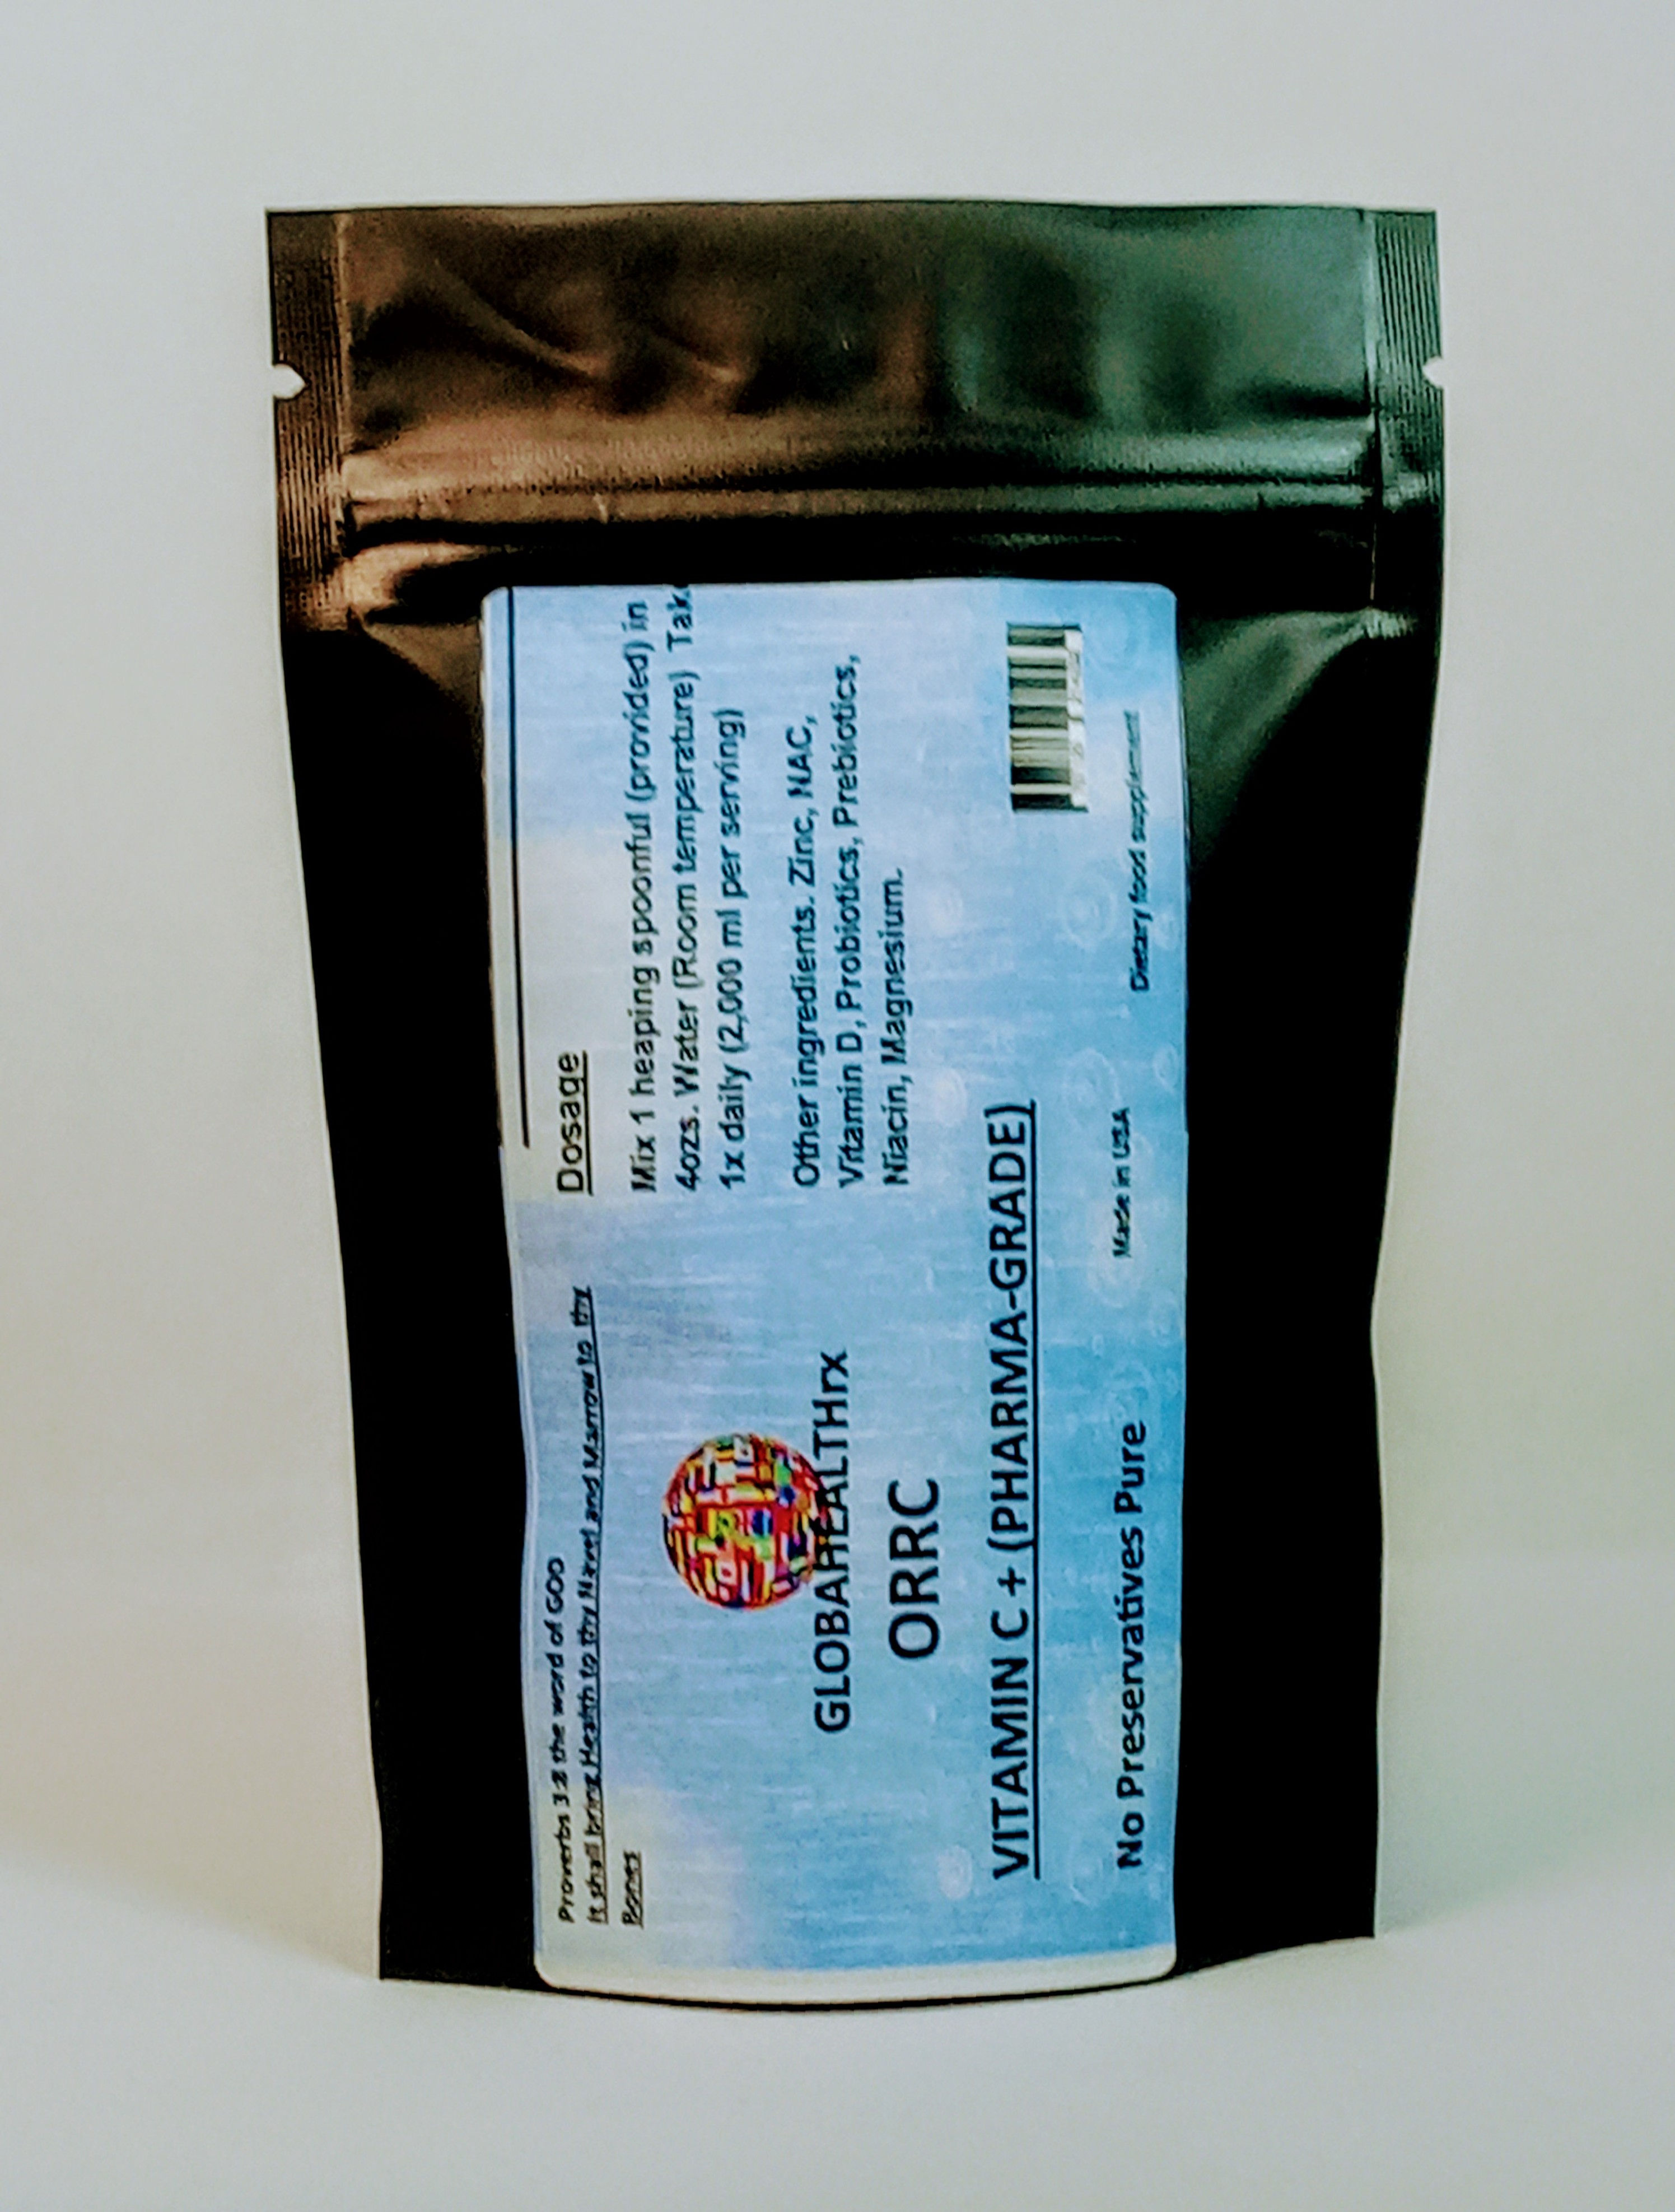 Proverbs 3:8 the word of GOD
It shall bring Health to thy Navel and Marrow to thy
Bones
GLOBAHEALTHrx
ORRC
VITAMIN C + (PHARMA-GRADE)
No Preservatives Pure
Made in USA
Dosage
Mix 1 heaping spoonful (provided) in
4ozs. Water (Room temperature) Take
1x daily (2,000 ml per serving)
Other ingredients. Zinc, NAC,
Vitamin D, Probiotics, Prebiotics,
Niacin, Magnesium.
Dietary food supplement